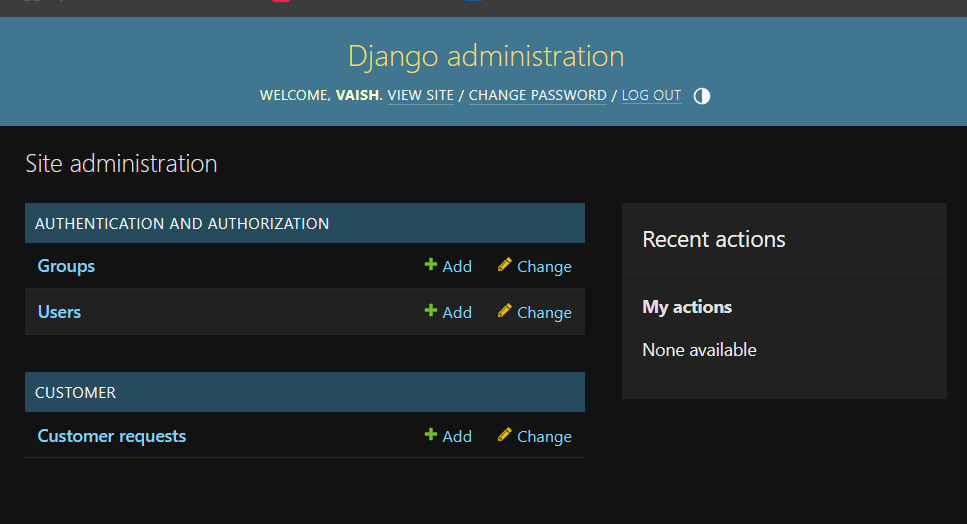 Django administration
WELCOME, VAISH. VIEW SITE / CHANGE PASSWORD / LOG OUT
Site administration
AUTHENTICATION AND AUTHORIZATION
Groups Add Change
Users Add Change
CUSTOMER
Customer requests Add Change
Recent actions
My actions
None available